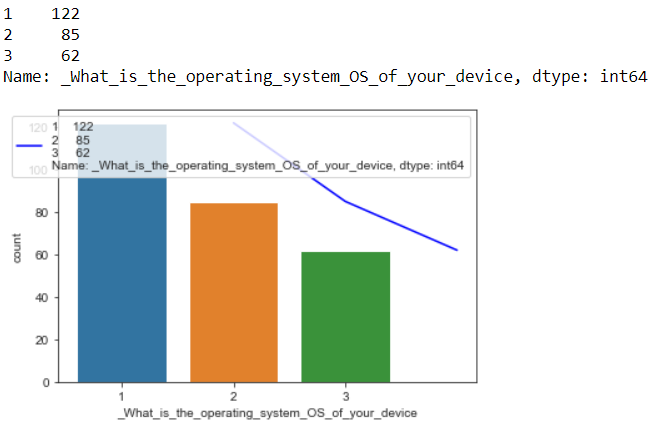 1    122
2     85
3     62
Name: _What_is_the_operating_system_OS_of_your_device, dtype: int64
120
1    122
2    85
3    62
100
Name: _What_is_the_operating_system_OS_of_your_device, dtype: int64
80
60
40
20
0
count
1 2 3
_What_is_the_operating_system_OS_of_your_device